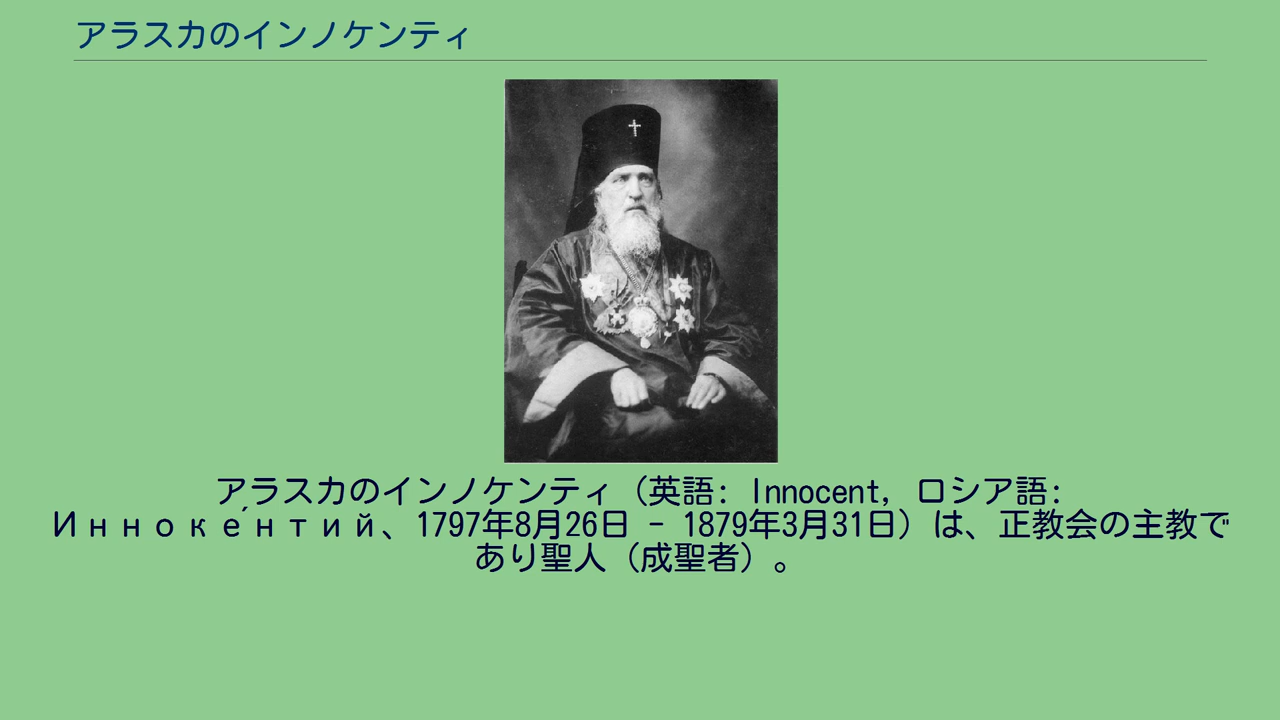 アラスカのインノケンティ
アラスカのインノケンティ（英語: Innocent, ロシア語:
Инноке́нтий、1797年8月26日 - 1879年3月31日）は、正教会の主教で
あり聖人（成聖者）。